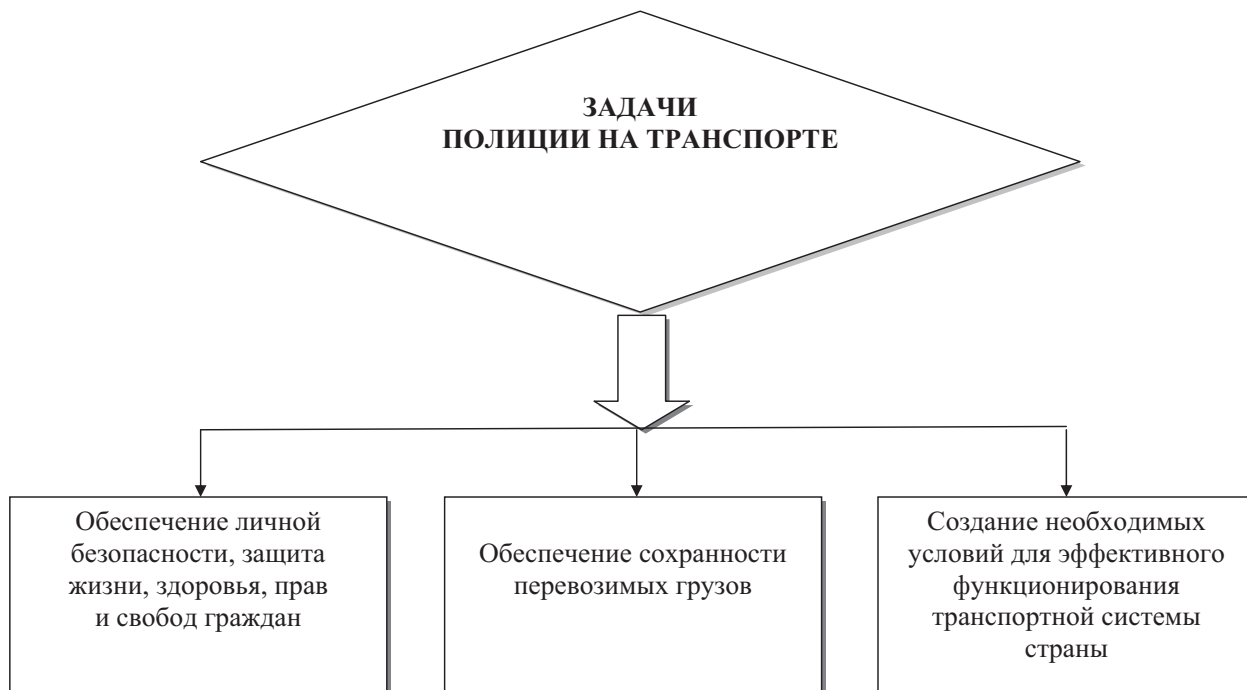 ЗАДАЧИ
ПОЛИЦИИ НА ТРАНСПОРТЕ
Обеспечение личной
безопасности, защита
жизни, здоровья, прав
и свобод граждан
Обеспечение сохранности
перевозимых грузов
Создание необходимых
условий для эффективного
функционирования
транспортной системы
страны